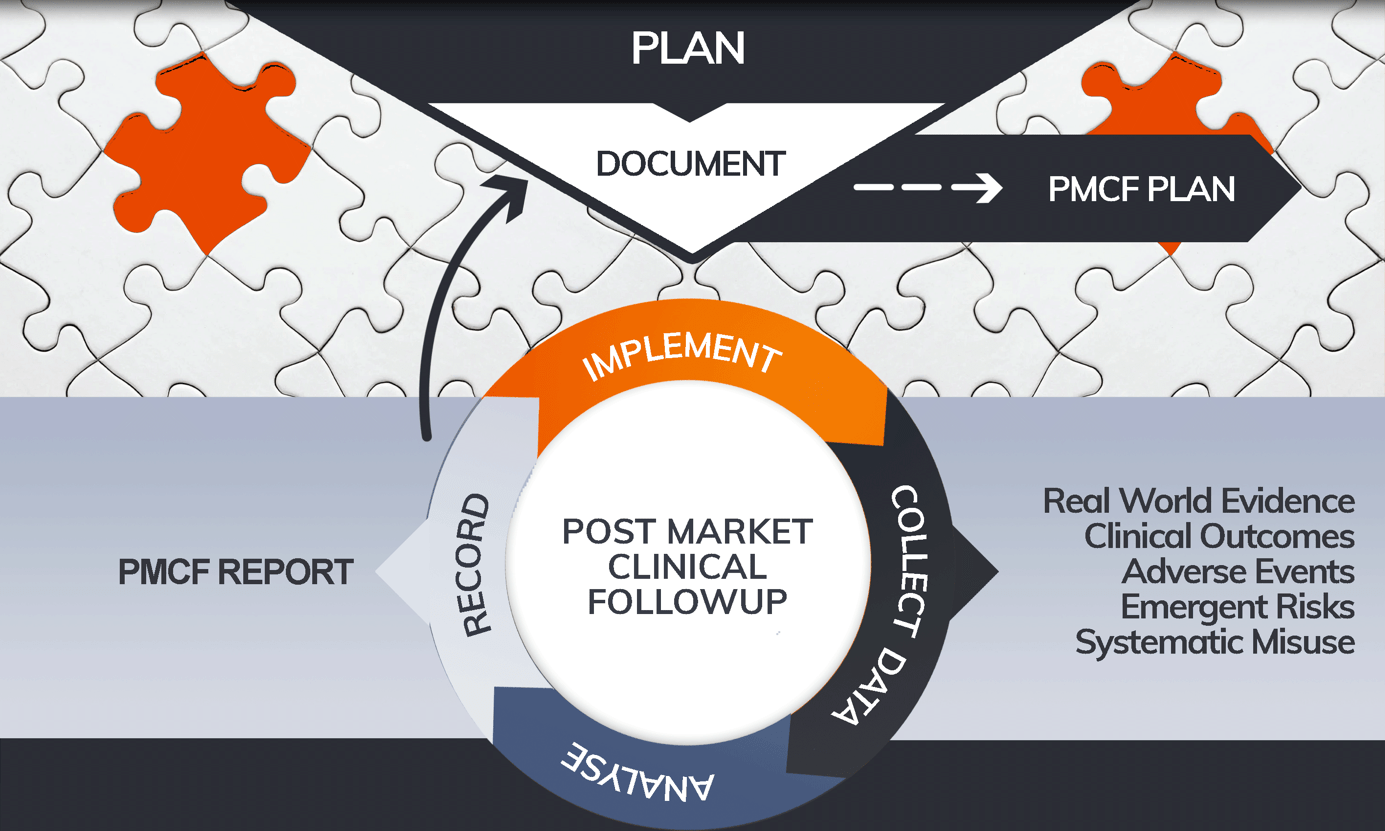 PLAN
DOCUMENT
PMCF PLAN
IMPLEMENT
COLLECT DATA
ANALYSE
RECORD
POST MARKET
CLINICAL
FOLLOWUP
PMCF REPORT
Real World Evidence
Clinical Outcomes
Adverse Events
Emergent Risks
Systematic Misuse